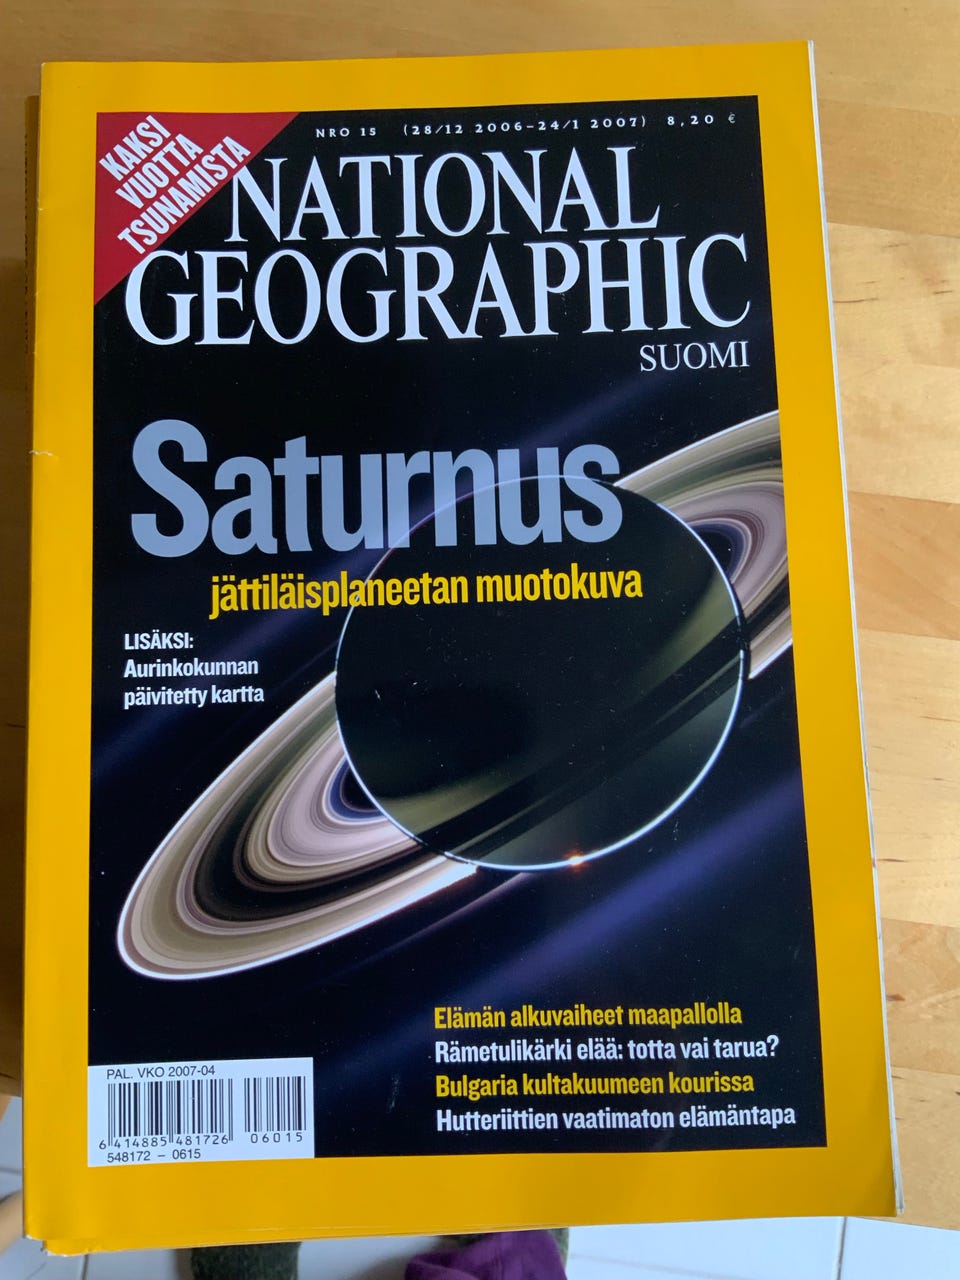 KAKSI
VUOTTA
TSUNAMISTA
NRO 15 (28/12 2006-24/1 2007) 8,20 €
NATIONAL
GEOGRAPHIC
SUOMI
Saturnus
jättiläisplaneetan muotokuva
LISÄKSI:
Aurinkokunnan
päivitetty kartta
Elämän alkuvaiheet maapallolla
Rämetulikärki elää: totta vai tarua?
Bulgaria kultakuumeen kourissa
Hutteriittien vaatimaton elämäntapa
PAL. VKO 2007-04
6 414885 481726 06015
548172 - 0615